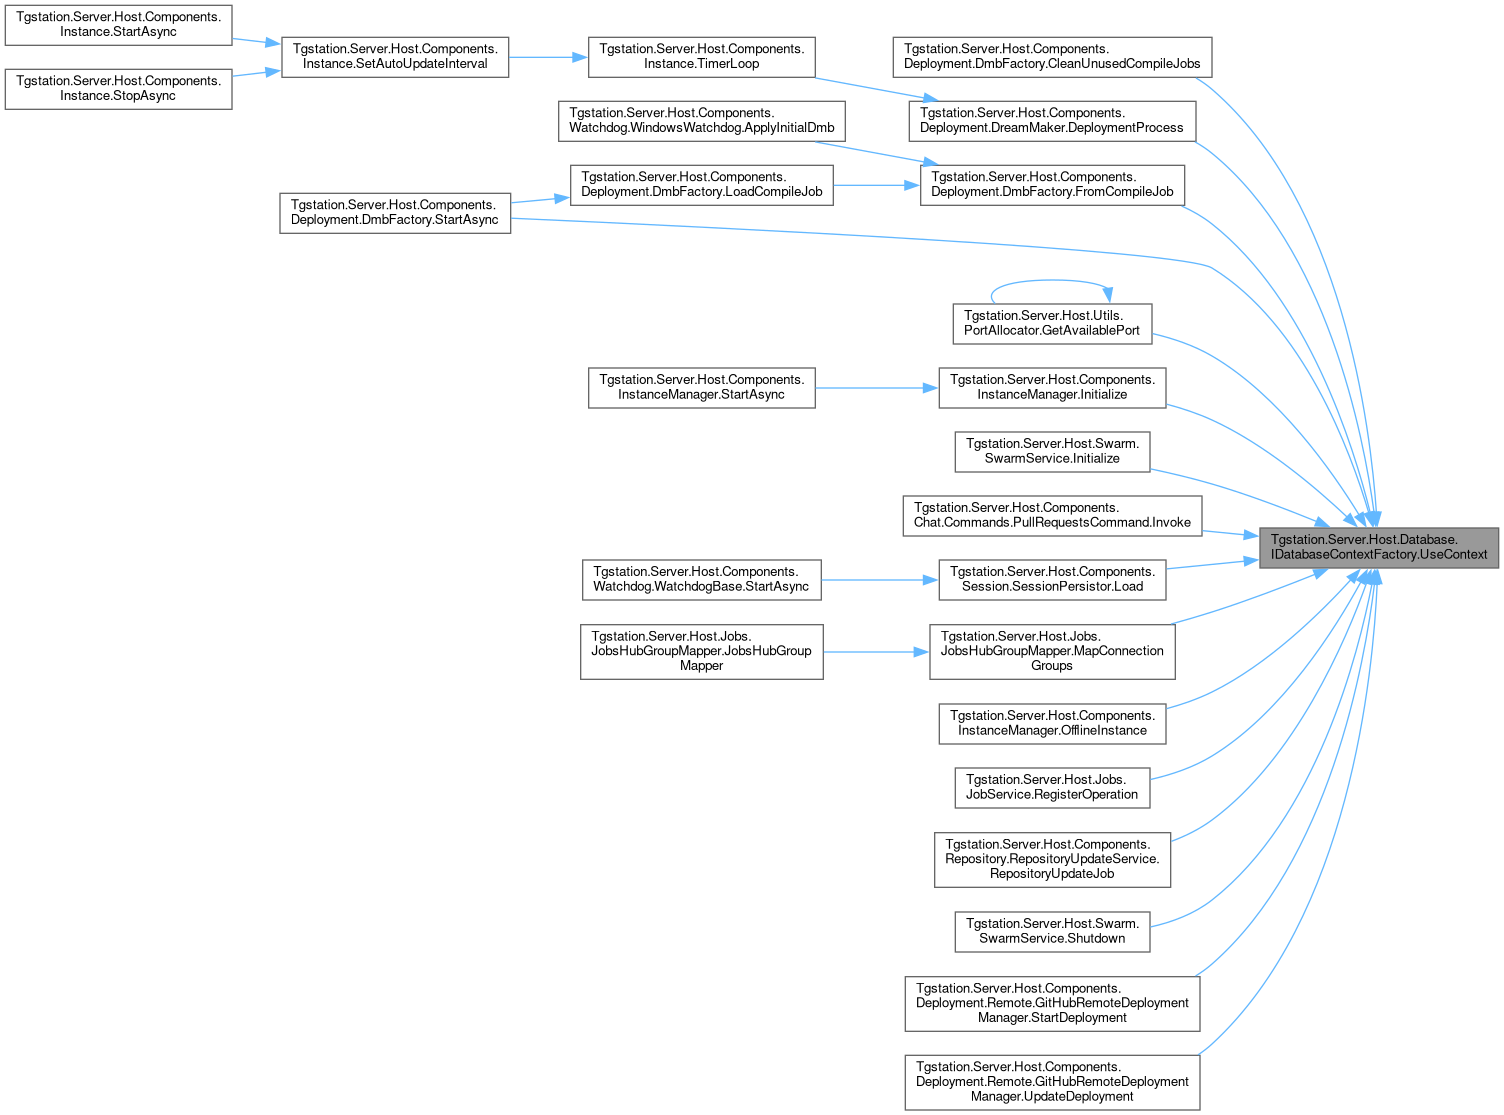 Tgstation.Server.Host.Components.
Instance.StartAsync
Tgstation.Server.Host.Components.
Instance.StopAsync
Tgstation.Server.Host.Components.
Instance.SetAutoUpdateInterval
Tgstation.Server.Host.Components.
Instance.TimerLoop
Tgstation.Server.Host.Components.
Deployment.DmbFactory.CleanUnusedCompileJobs
Tgstation.Server.Host.Components.
Watchdog.WindowsWatchdog.ApplyInitialDmb
Tgstation.Server.Host.Components.
Deployment.DreamMaker.DeploymentProcess
Tgstation.Server.Host.Components.
Deployment.DmbFactory.LoadCompileJob
Tgstation.Server.Host.Components.
Deployment.DmbFactory.FromCompileJob
Tgstation.Server.Host.Components.
Deployment.DmbFactory.StartAsync
Tgstation.Server.Host.Utils.
PortAllocator.GetAvailablePort
Tgstation.Server.Host.Components.
InstanceManager.StartAsync
Tgstation.Server.Host.Components.
InstanceManager.Initialize
Tgstation.Server.Host.Swarm.
SwarmService.Initialize
Tgstation.Server.Host.Components.
Chat.Commands.PullRequestsCommand.Invoke
Tgstation.Server.Host.Database.
IDatabaseContextFactory.UseContext
Tgstation.Server.Host.Components.
Watchdog.WatchdogBase.StartAsync
Tgstation.Server.Host.Components.
Session.SessionPersistor.Load
Tgstation.Server.Host.Jobs.
JobsHubGroupMapper.JobsHubGroup
Mapper
Tgstation.Server.Host.Jobs.
JobsHubGroupMapper.MapConnection
Groups
Tgstation.Server.Host.Components.
InstanceManager.OfflineInstance
Tgstation.Server.Host.Jobs.
JobService.RegisterOperation
Tgstation.Server.Host.Components.
Repository.RepositoryUpdateService.
RepositoryUpdateJob
Tgstation.Server.Host.Swarm.
SwarmService.Shutdown
Tgstation.Server.Host.Components.
Deployment.Remote.GitHubRemoteDeployment
Manager.StartDeployment
Tgstation.Server.Host.Components.
Deployment.Remote.GitHubRemoteDeployment
Manager.UpdateDeployment